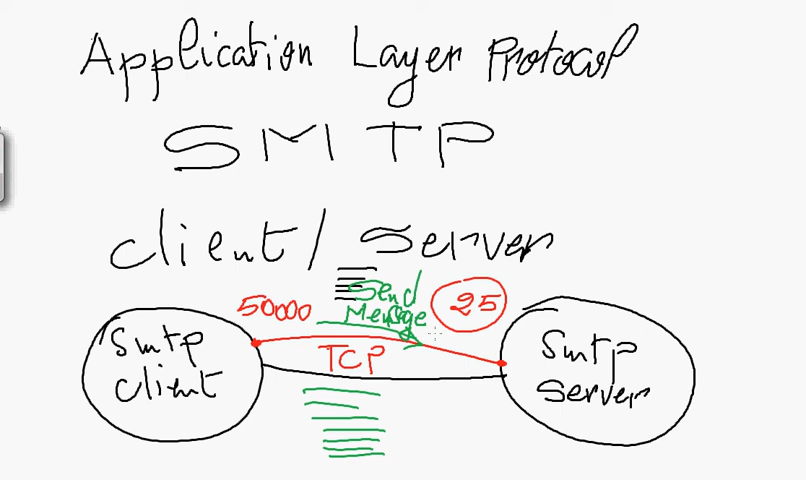 Application Layer Protocol
SMTP
client / Server
Send
Message
50000
25
TCP
Smtp
client
Smtp
Server